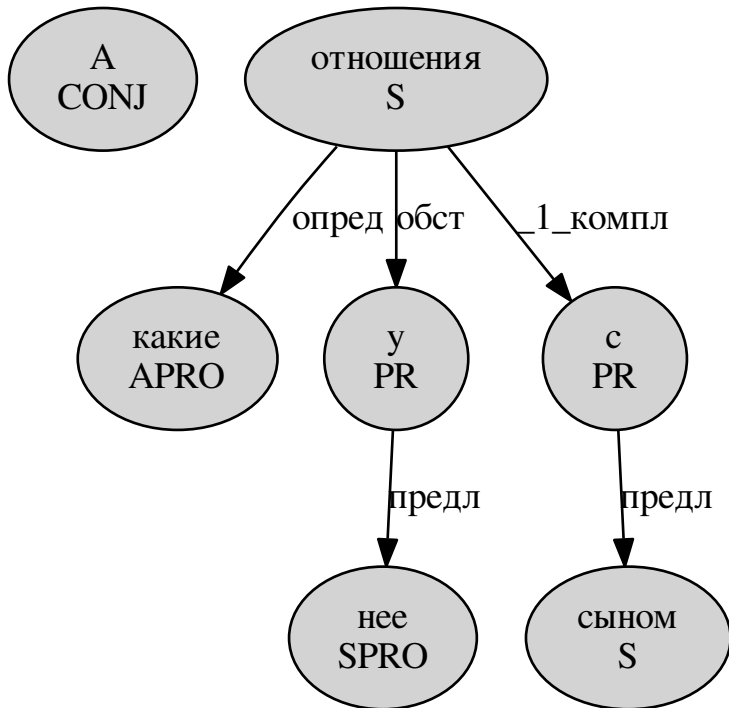 А
CONJ
отношения
S
опред
обст
_1_компл
какие
APRO
у
PR
с
PR
предл
предл
нее
SPRO
сыном
S